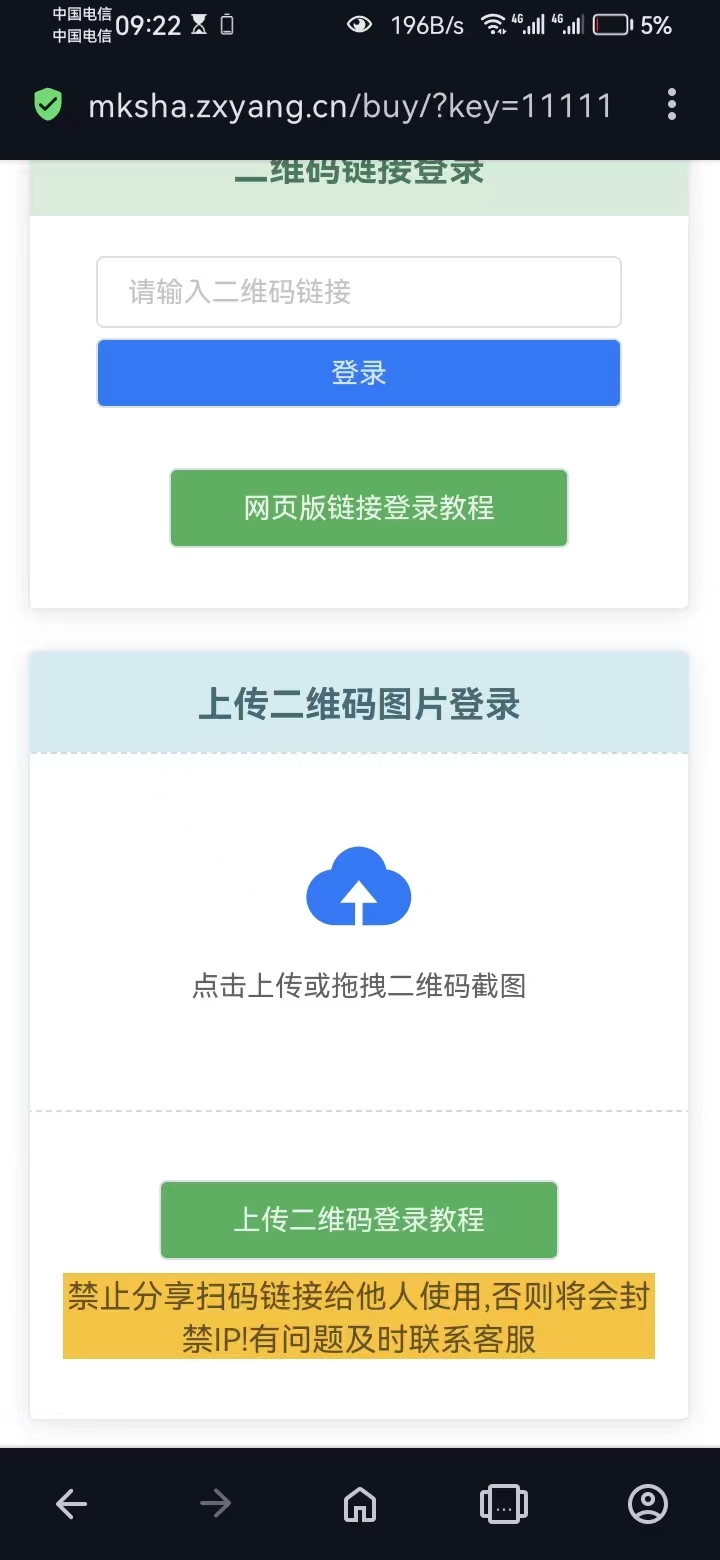 中国电信
中国电信
09:22
196B/s
4G
4G
5%
mksha.zxyang.cn/buy/?key=11111
二维码链接登录
请输入二维码链接
登录
网页版链接登录教程
上传二维码图片登录
点击上传或拖拽二维码截图
上传二维码登录教程
禁止分享扫码链接给他人使用,否则将会封
禁IP!有问题及时联系客服